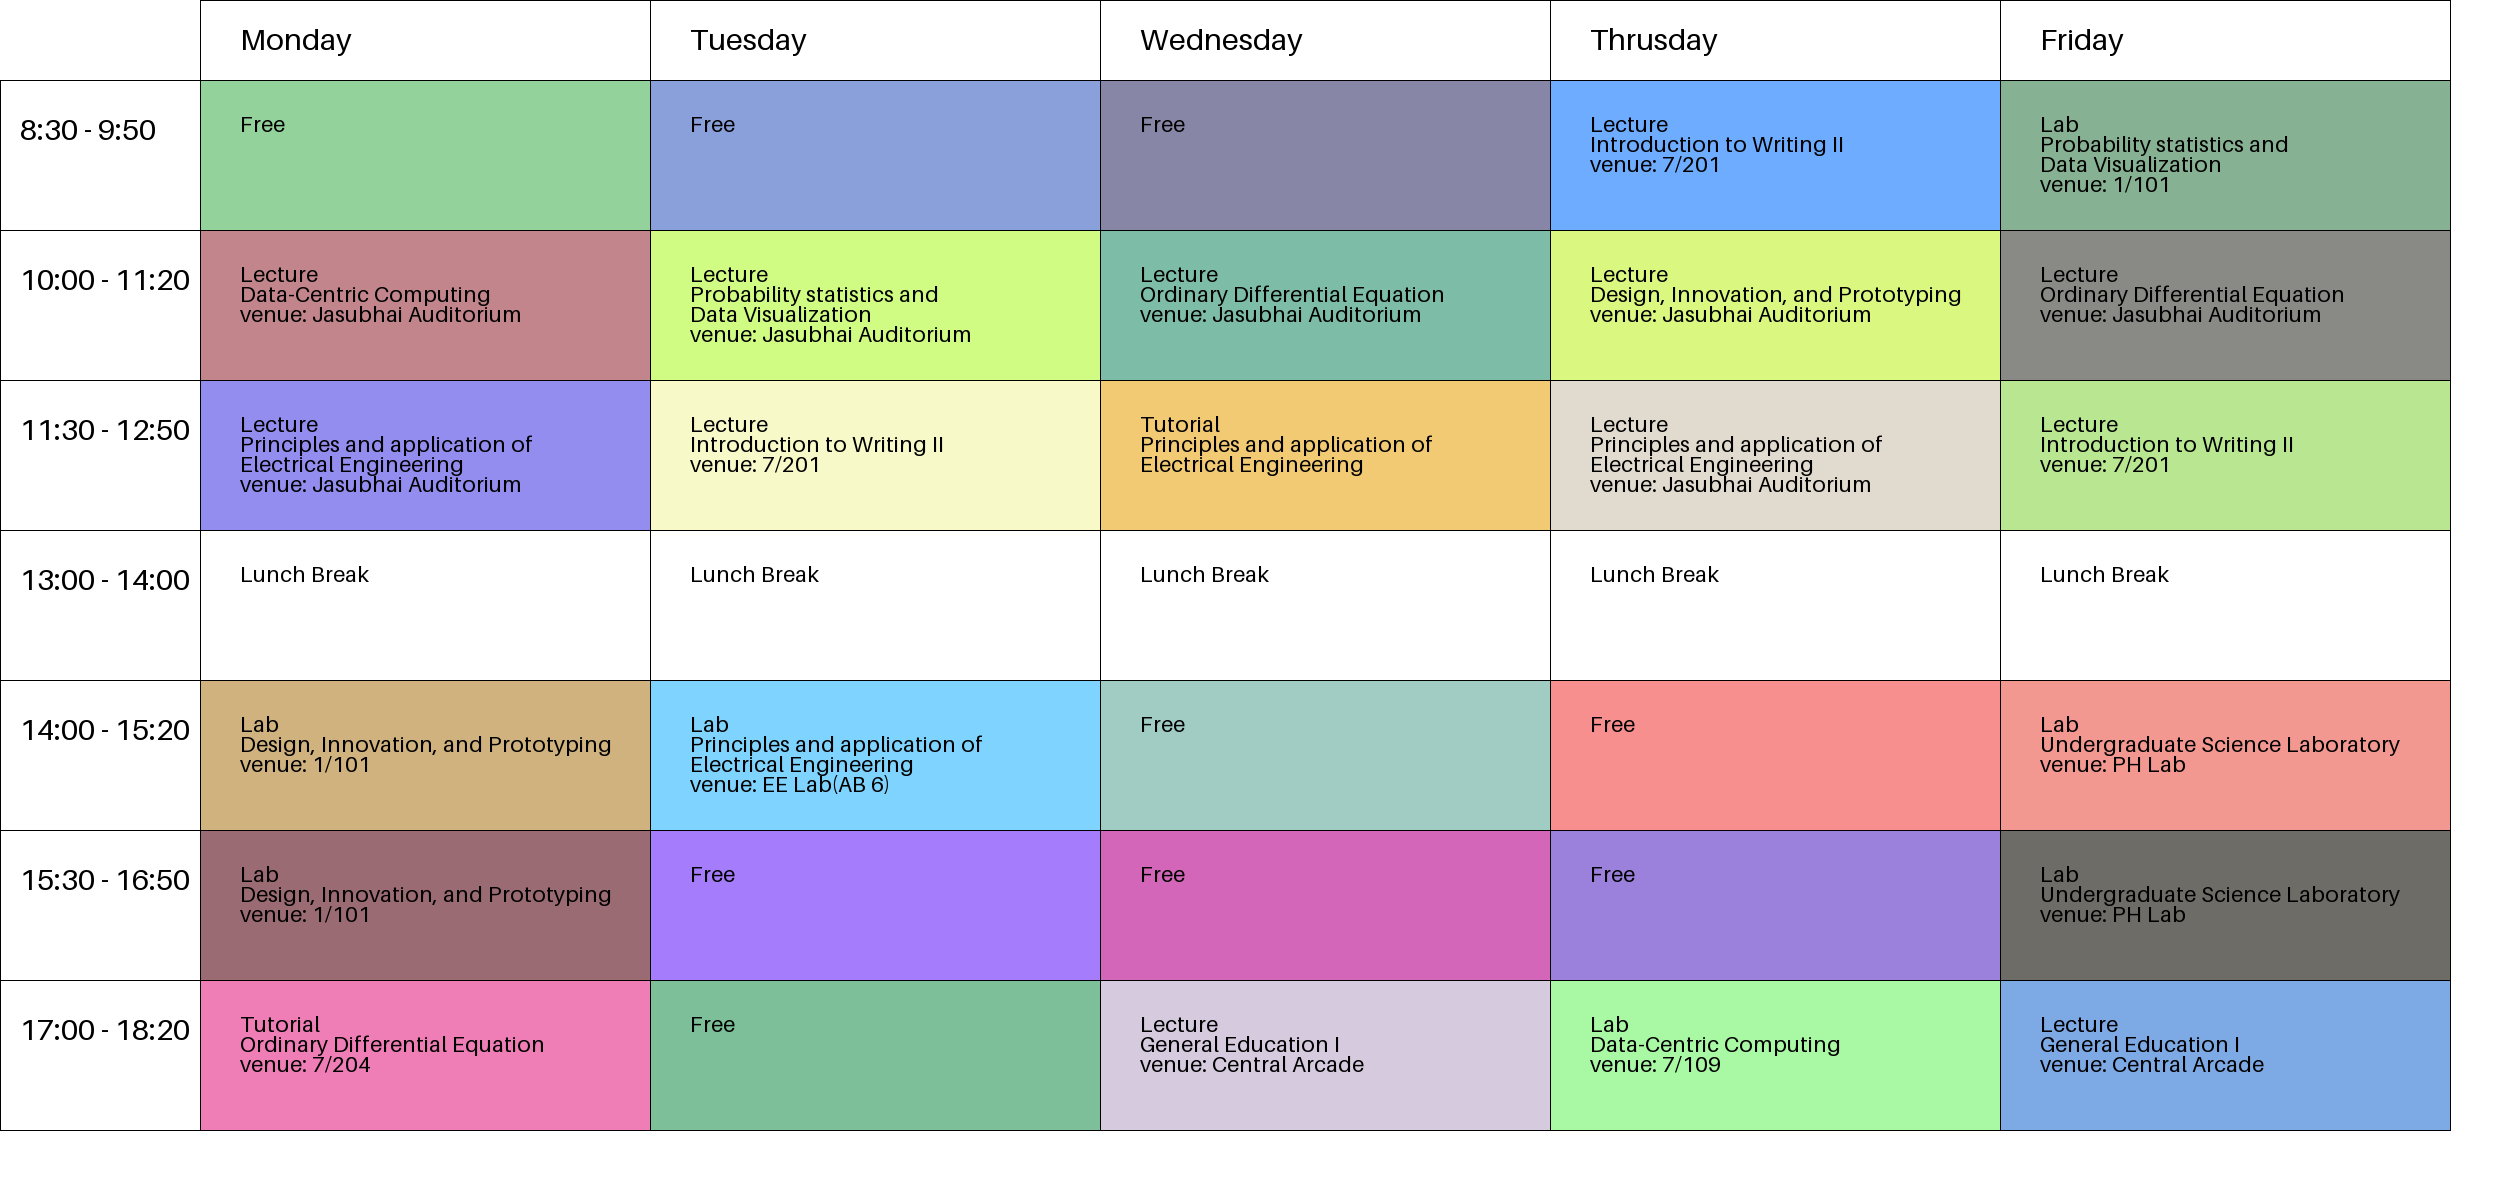 Monday
Tuesday
Wednesday
Thrusday
Friday
8:30 - 9:50
Free
Free
Free
Lecture
Introduction to Writing II
venue: 7/201
Lab
Probability statistics and
Data Visualization
venue: 1/101
10:00 - 11:20
Lecture
Data-Centric Computing
venue: Jasubhai Auditorium
Lecture
Probability statistics and
Data Visualization
venue: Jasubhai Auditorium
Lecture
Ordinary Differential Equation
venue: Jasubhai Auditorium
Lecture
Design, Innovation, and Prototyping
venue: Jasubhai Auditorium
Lecture
Ordinary Differential Equation
venue: Jasubhai Auditorium
11:30 - 12:50
Lecture
Principles and application of
Electrical Engineering
venue: Jasubhai Auditorium
Lecture
Introduction to Writing II
venue: 7/201
Tutorial
Principles and application of
Electrical Engineering
Lecture
Principles and application of
Electrical Engineering
venue: Jasubhai Auditorium
Lecture
Introduction to Writing II
venue: 7/201
13:00 - 14:00
Lunch Break
Lunch Break
Lunch Break
Lunch Break
Lunch Break
14:00 - 15:20
Lab
Design, Innovation, and Prototyping
venue: 1/101
Lab
Principles and application of
Electrical Engineering
venue: EE Lab(AB 6)
Free
Free
Lab
Undergraduate Science Laboratory
venue: PH Lab
15:30 - 16:50
Lab
Design, Innovation, and Prototyping
venue: 1/101
Free
Free
Free
Lab
Undergraduate Science Laboratory
venue: PH Lab
17:00 - 18:20
Tutorial
Ordinary Differential Equation
venue: 7/204
Free
Lecture
General Education I
venue: Central Arcade
Lab
Data-Centric Computing
venue: 7/109
Lecture
General Education I
venue: Central Arcade